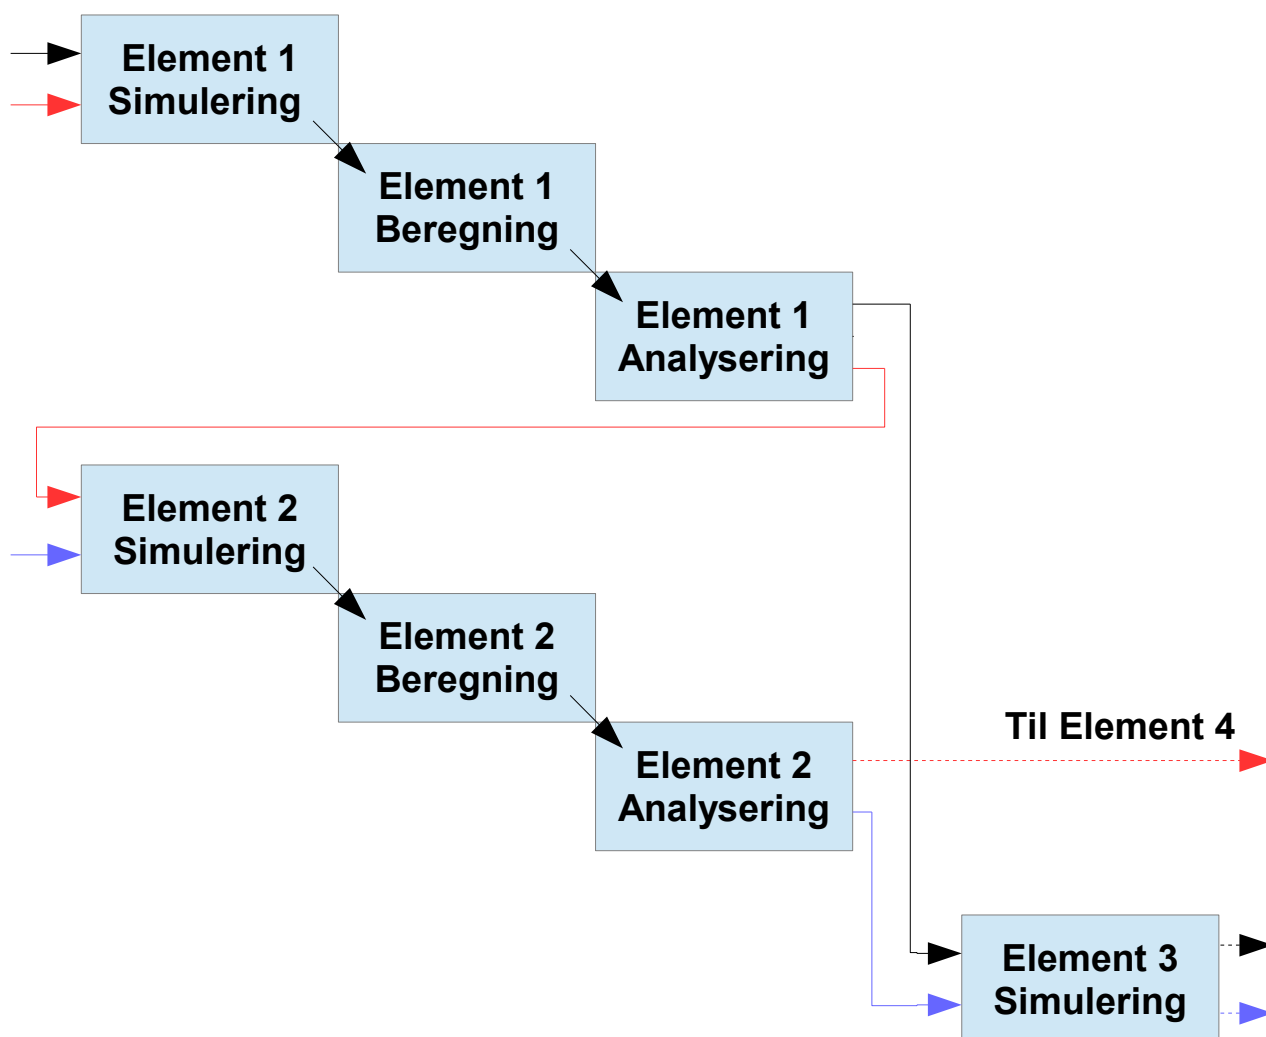 Element 1
Simulering
Element 1
Beregning
Element 1
Analysering
Element 2
Simulering
Element 2
Beregning
Element 2
Analysering
Til Element 4
Element 3
Simulering